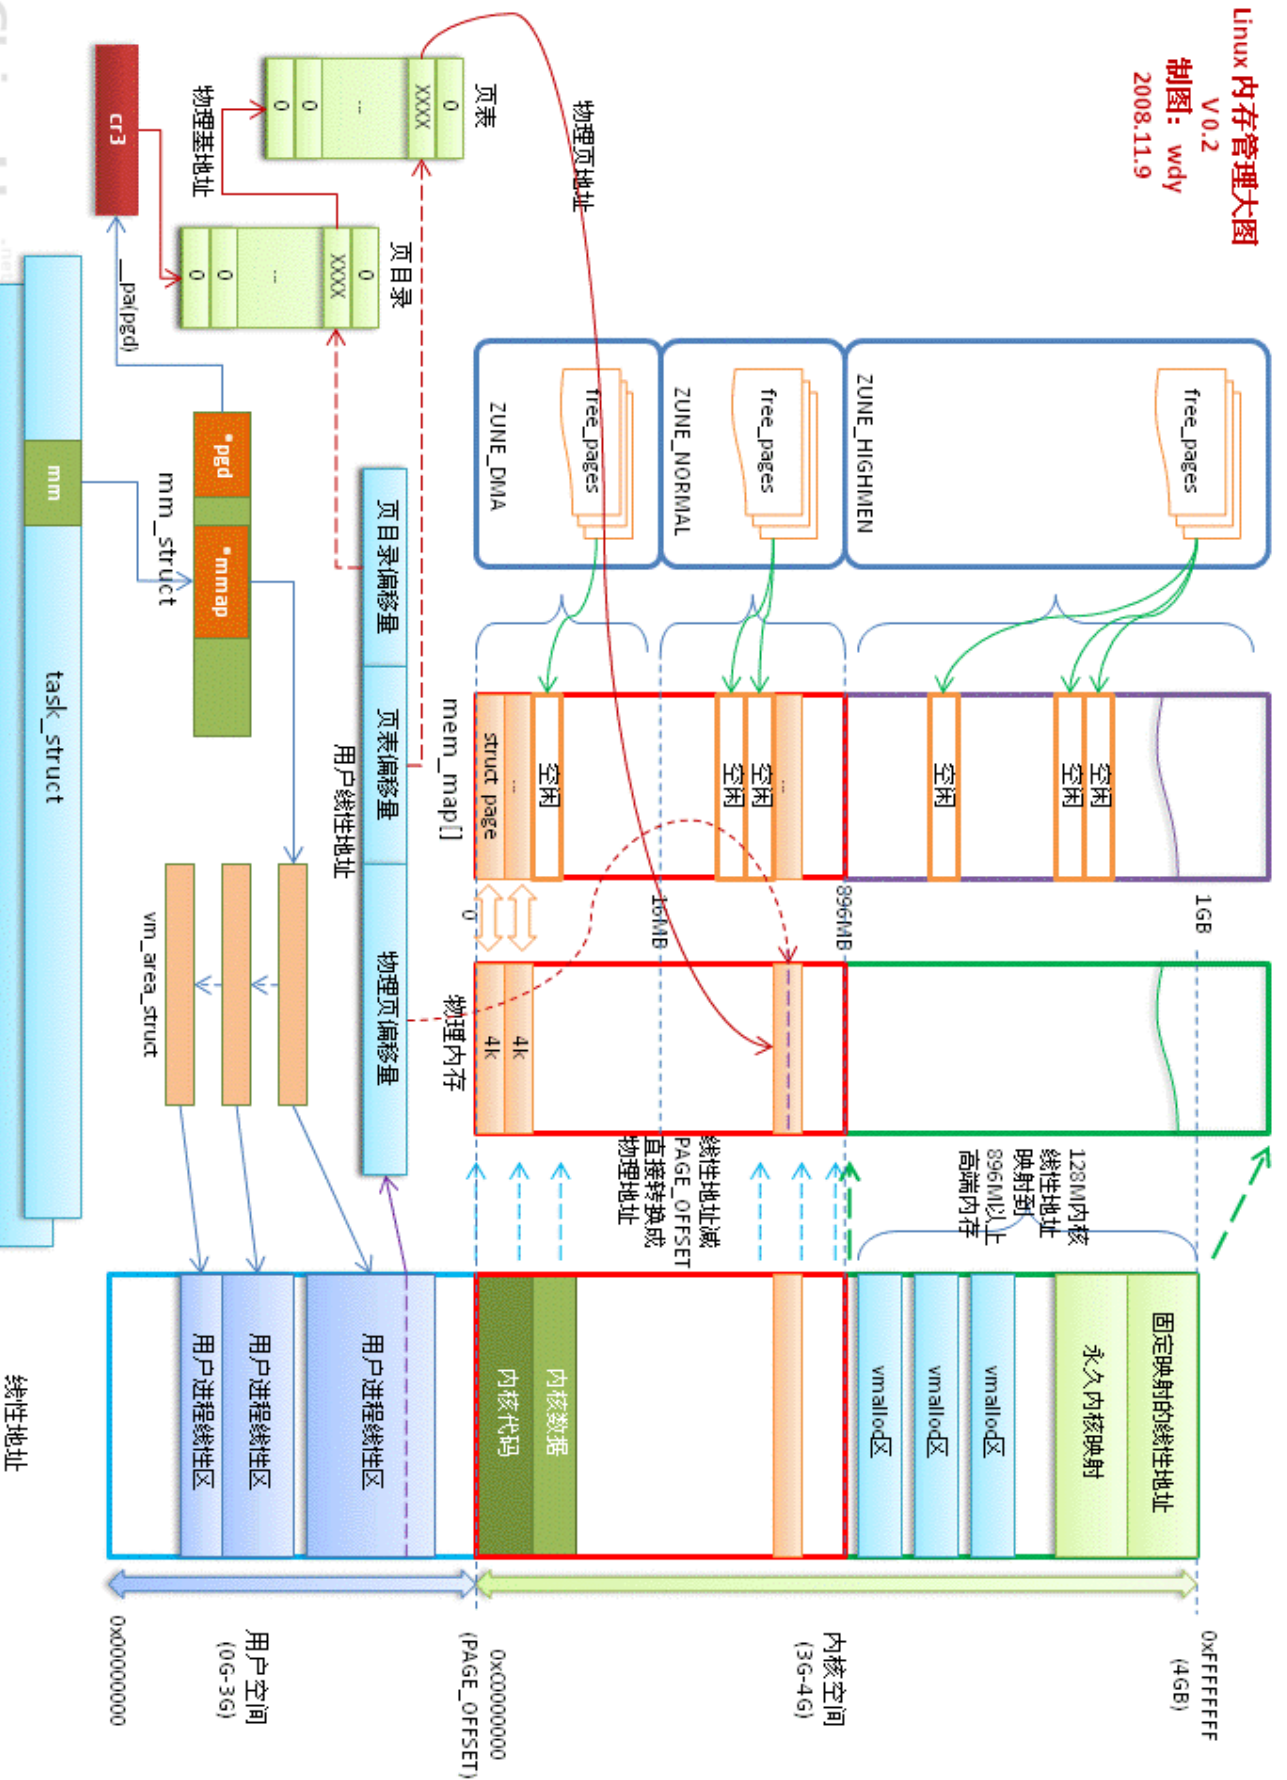 Linux 内存管理大图
V 0.2
制图：wdy
2008.11.9
物理页地址
页表
0
XXXX
...
0
0
物理基地址
页目录
0
XXXX
...
0
0
cr3
__pa(pgd)
free_pages
ZUNE_HIGHMEN
free_pages
ZUNE_NORMAL
free_pages
ZUNE_DMA
页目录偏移量
页表偏移量
物理页偏移量
用户线性地址
*pgd
*mmap
mm_struct
mm
task_struct
vm_area_struct
空闲
空闲
空闲
...
空闲
空闲
空闲
...
struct page
mem_map[]
1GB
896MB
16MB
0
4k
4k
物理内存
128M内核
线性地址
映射到
896M以上
高端内存
线性地址减
PAGE_OFFSET
直接转换成
物理地址
固定映射的线性地址
永久内核映射
vmalloc区
vmalloc区
vmalloc区
内核数据
内核代码
用户进程线性区
用户进程线性区
用户进程线性区
线性地址
0xFFFFFFFF
(4GB)
内核空间
(3G-4G)
0xC0000000
(PAGE_OFFSET)
用户空间
(0G-3G)
0x00000000
.net